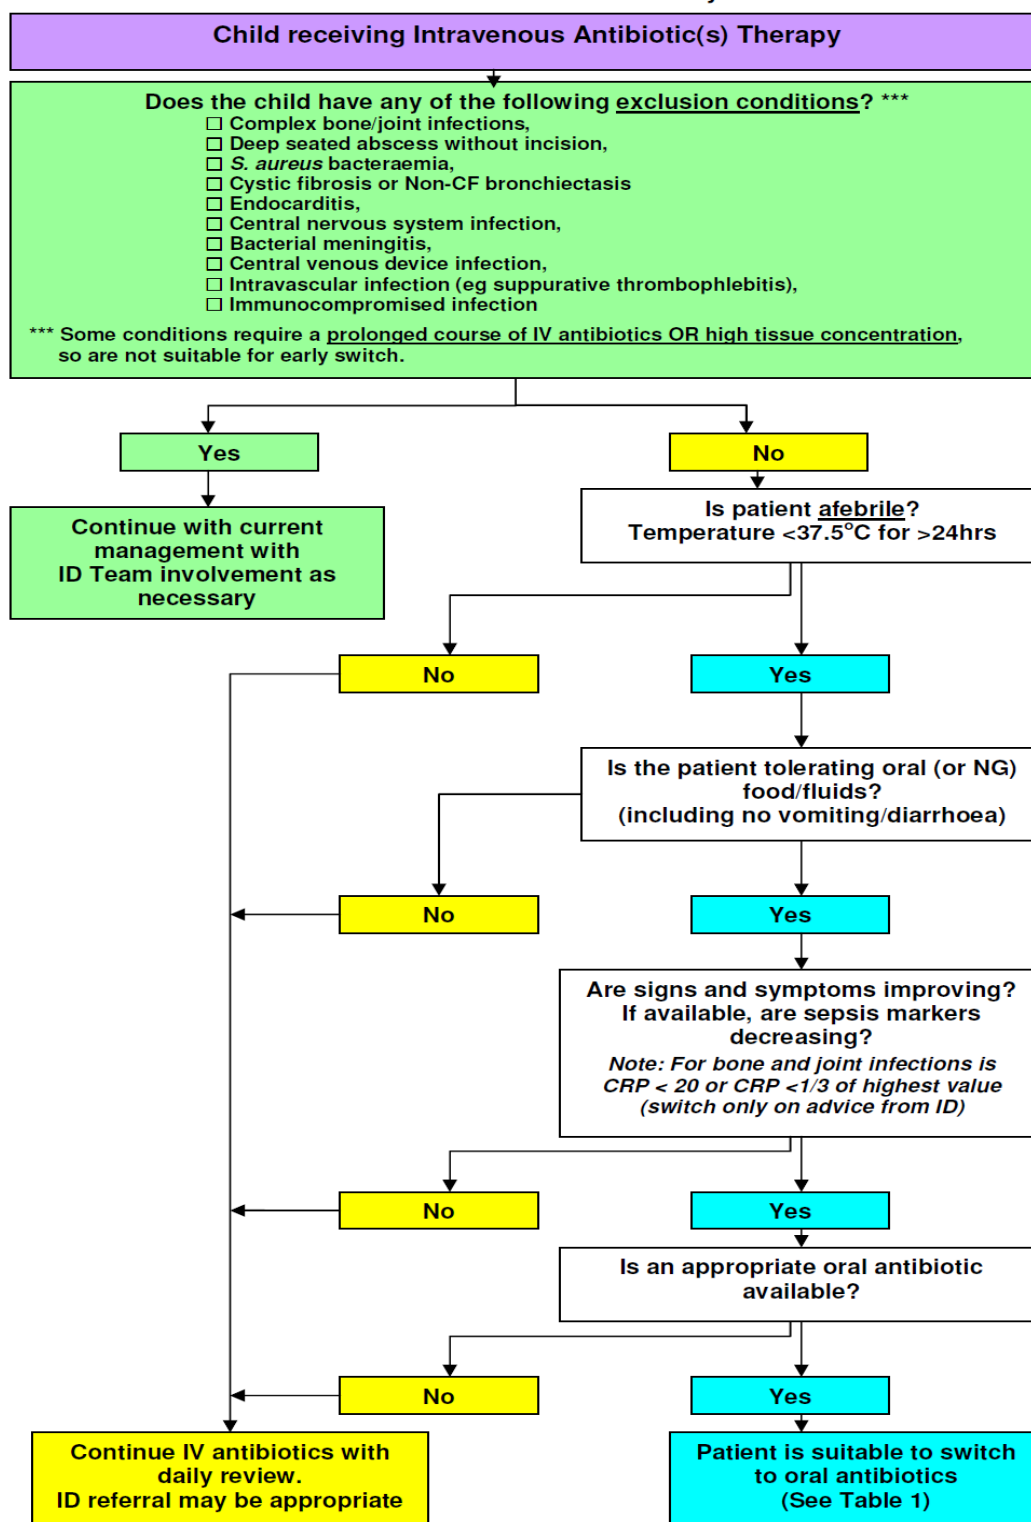 Child receiving Intravenous Antibiotic(s) Therapy
Does the child have any of the following exclusion conditions? ***
☐ Complex bone/joint infections,
☐ Deep seated abscess without incision,
☐ S. aureus bacteraemia,
☐ Cystic fibrosis or Non-CF bronchiectasis
☐ Endocarditis,
☐ Central nervous system infection,
☐ Bacterial meningitis,
☐ Central venous device infection,
☐ Intravascular infection (eg suppurative thrombophlebitis),
☐ Immunocompromised infection
*** Some conditions require a prolonged course of IV antibiotics OR high tissue concentration,
so are not suitable for early switch.
Yes
No
Continue with current
management with
ID Team involvement as
necessary
Is patient afebrile?
Temperature <37.5°C for >24hrs
No
Yes
Is the patient tolerating oral (or NG)
food/fluids?
(including no vomiting/diarrhoea)
No
Yes
Are signs and symptoms improving?
If available, are sepsis markers
decreasing?
Note: For bone and joint infections is
CRP < 20 or CRP <1/3 of highest value
(switch only on advice from ID)
No
Yes
Is an appropriate oral antibiotic
available?
No
Yes
Continue IV antibiotics with
daily review.
ID referral may be appropriate
Patient is suitable to switch
to oral antibiotics
(See Table 1)